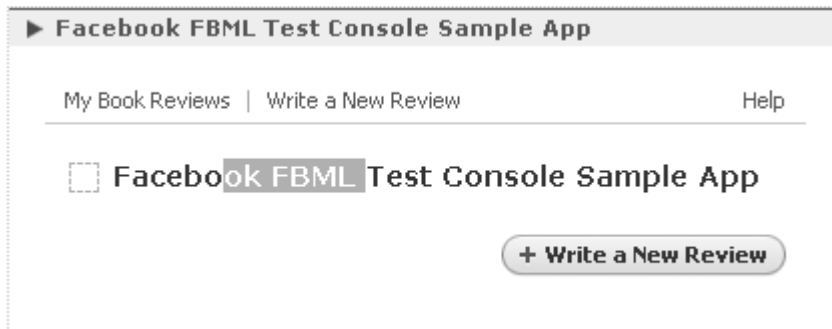 Facebook FBML Test Console Sample App
My Book Reviews | Write a New Review Help
Facebook FBML Test Console Sample App
+ Write a New Review